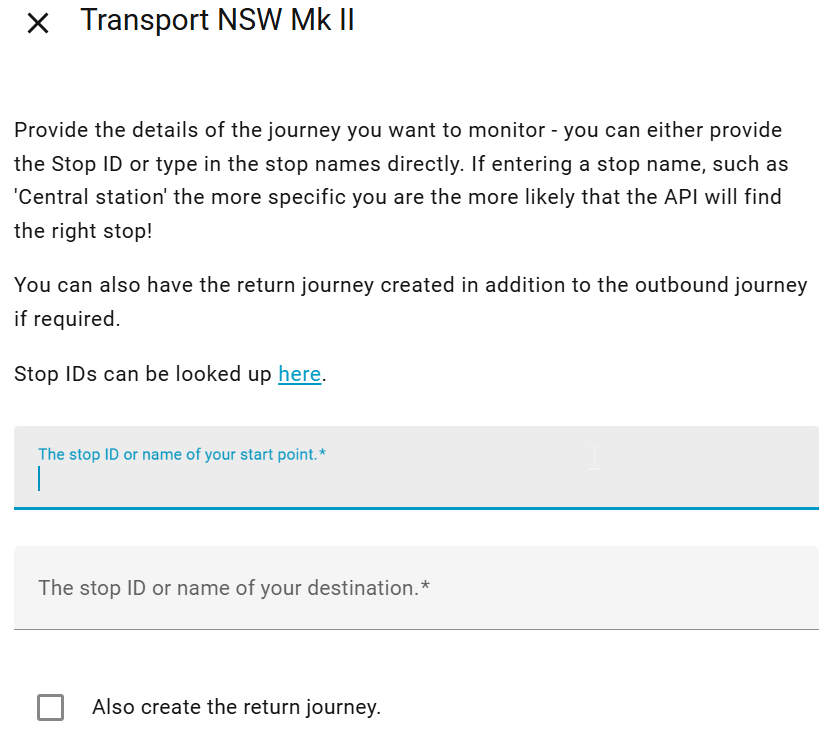 Transport NSW Mk II
Provide the details of the journey you want to monitor - you can either provide
the Stop ID or type in the stop names directly. If entering a stop name, such as
'Central station' the more specific you are the more likely that the API will find
the right stop!
You can also have the return journey created in addition to the outbound journey
if required.
Stop IDs can be looked up here.
The stop ID or name of your start point.*
The stop ID or name of your destination.*
Also create the return journey.